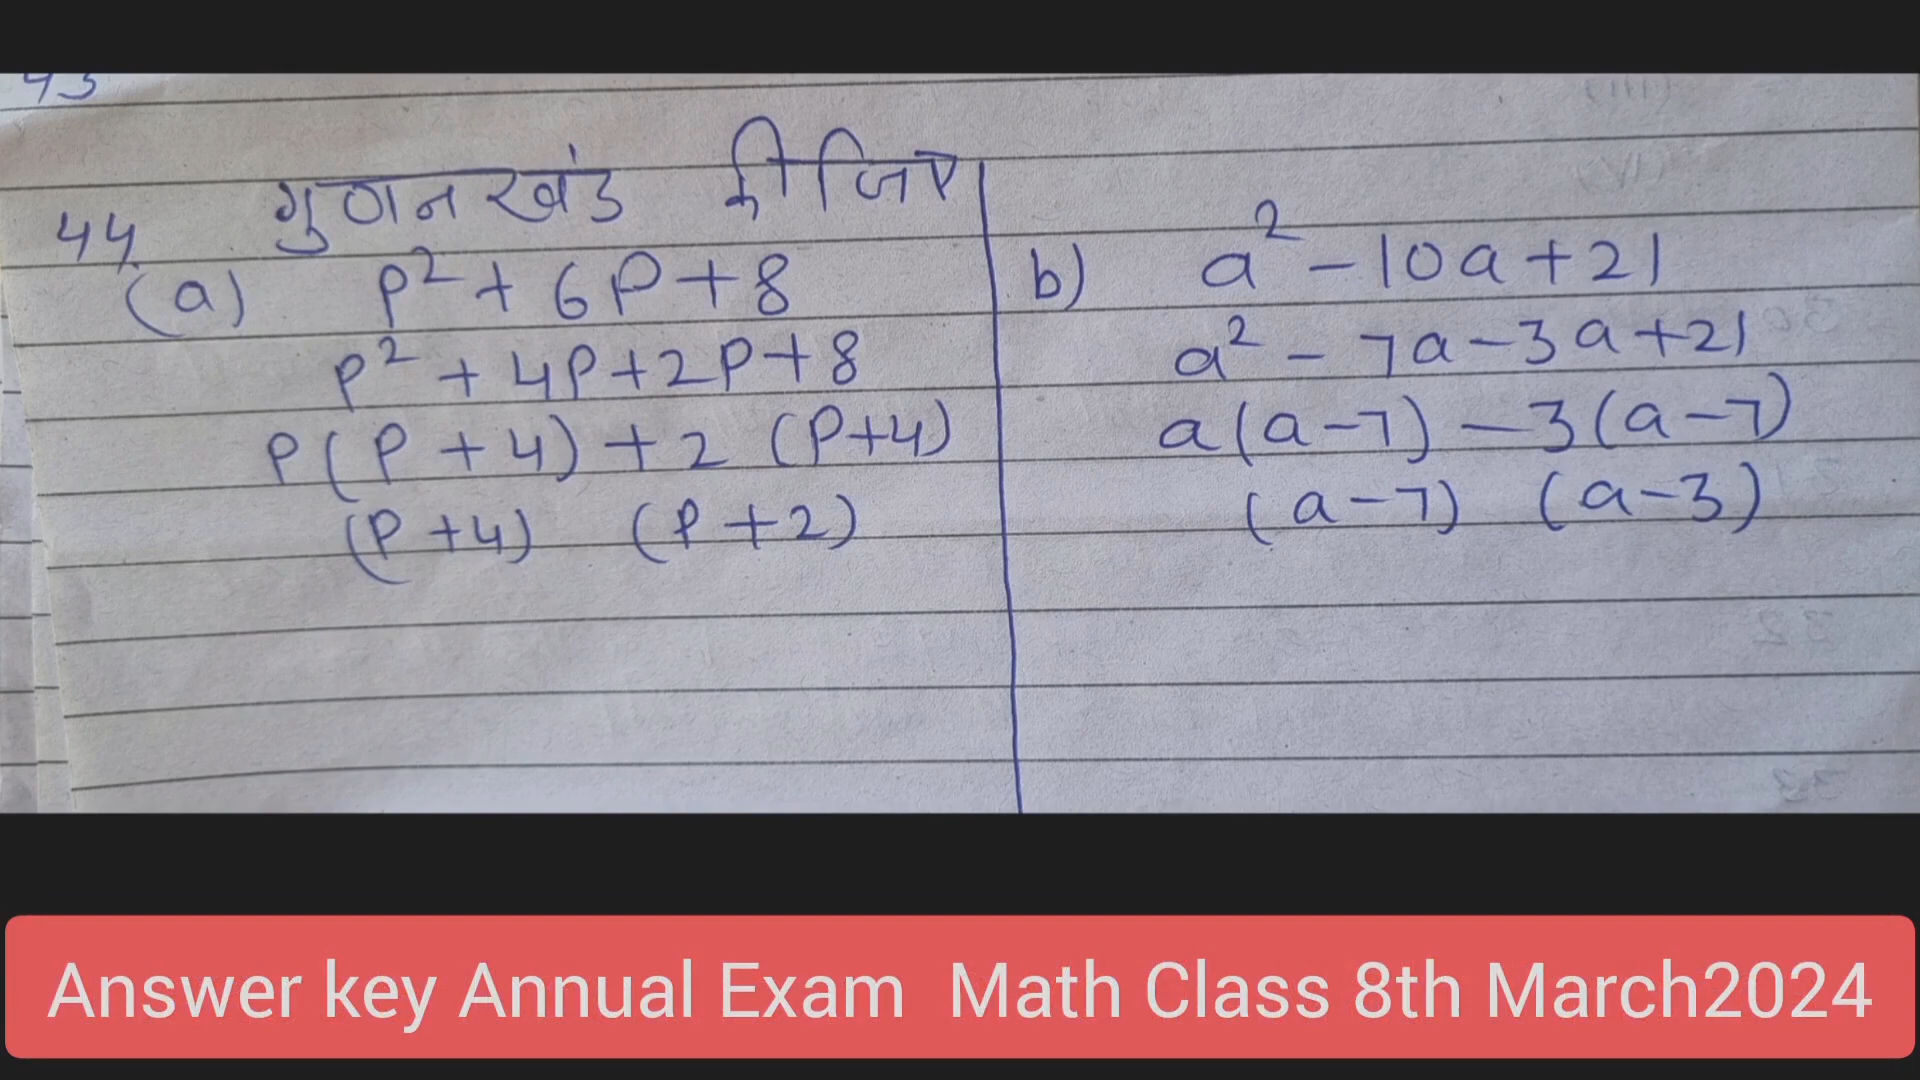 43
44. गुणनखंड कीजिए
(a) p² + 6p + 8
p² + 4p + 2p + 8
p(p + 4) + 2 (p+4)
(p + 4) (p + 2)
b) a² - 10a + 21
a² - 7a - 3a + 21
a(a - 7) - 3(a - 7)
(a - 7) (a - 3)
Answer key Annual Exam Math Class 8th March2024